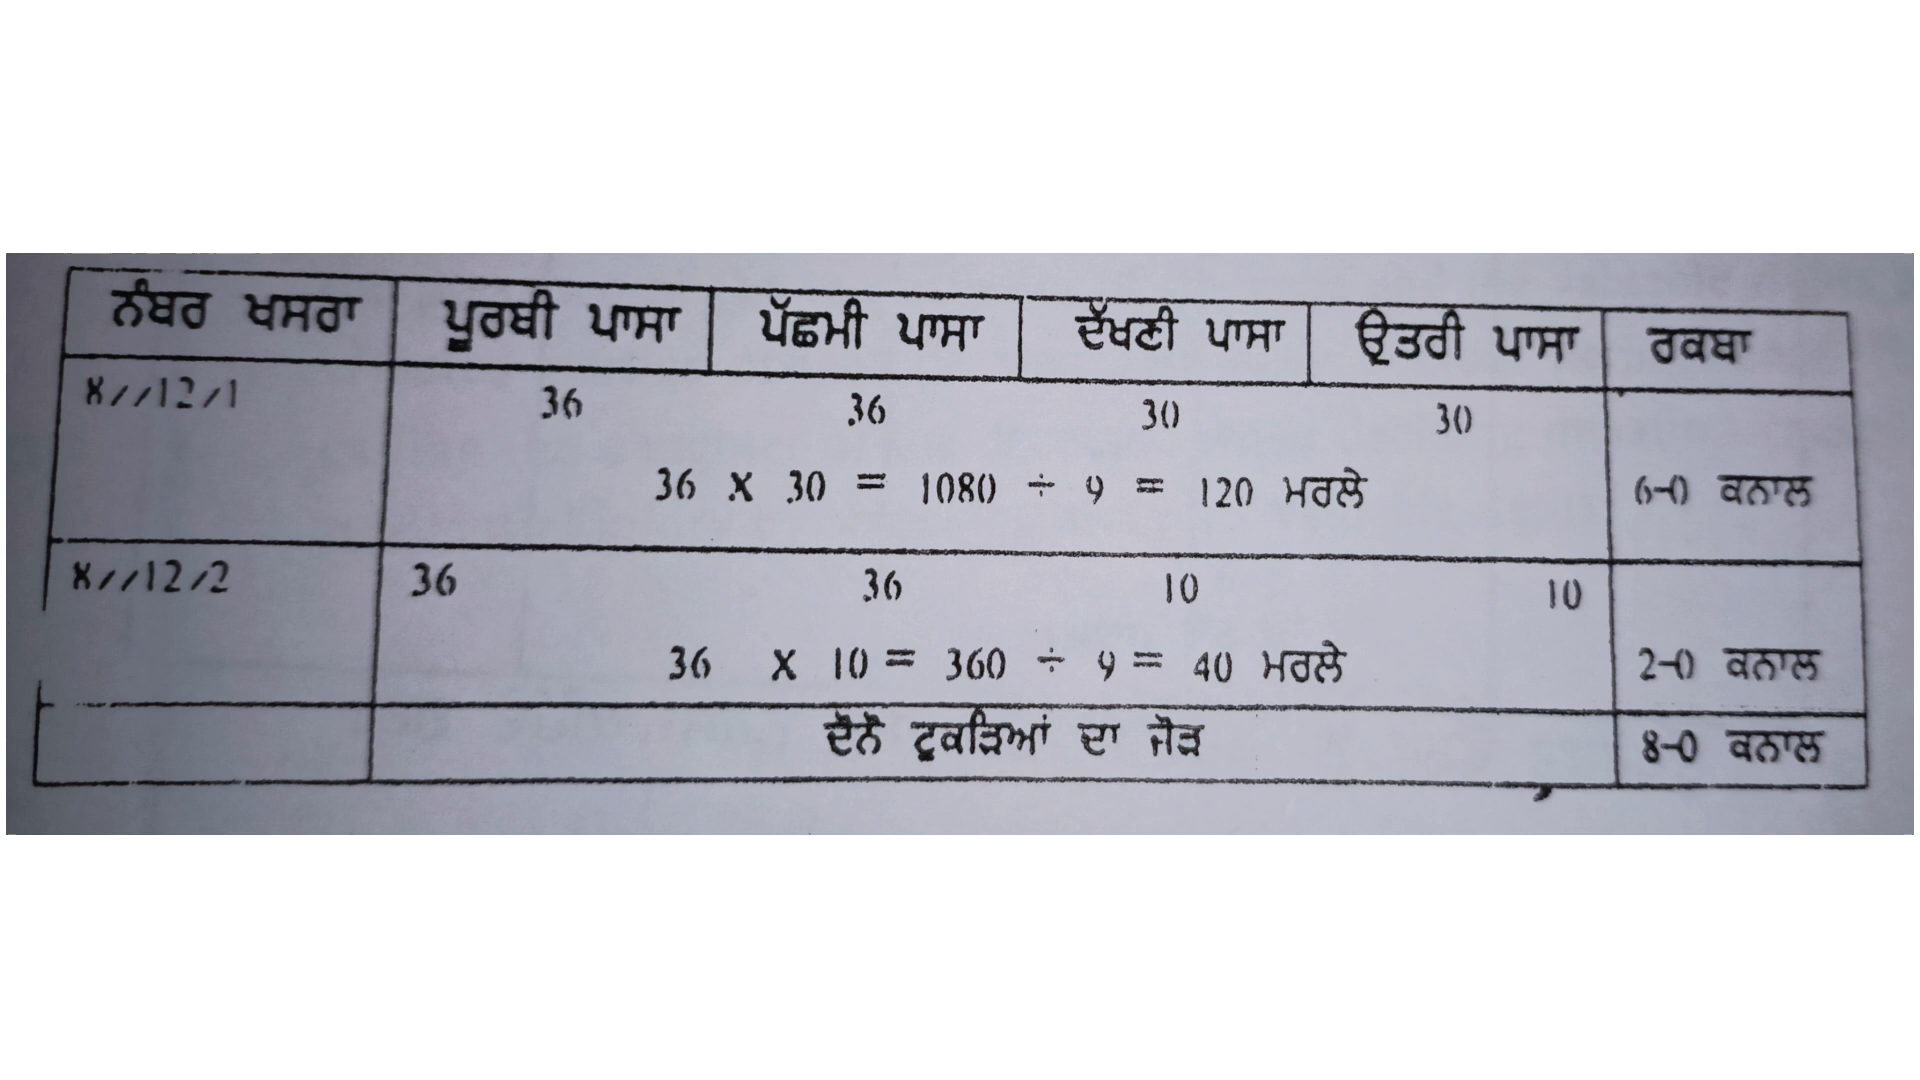 ਨੰਬਰ ਖਸਰਾ ਪੂਰਬੀ ਪਾਸਾ ਪੱਛਮੀ ਪਾਸਾ ਦੱਖਣੀ ਪਾਸਾ ਉਤਰੀ ਪਾਸਾ ਰਕਬਾ
8//12/1 36 36 30 30
36 x 30 = 1080 ÷ 9 = 120 ਮਰਲੇ 6-0 ਕਨਾਲ
8//12/2 36 36 10 10
36 x 10 = 360 ÷ 9 = 40 ਮਰਲੇ 2-0 ਕਨਾਲ
ਦੋਨੋ ਟੁਕੜਿਆਂ ਦਾ ਜੋੜ 8-0 ਕਨਾਲ